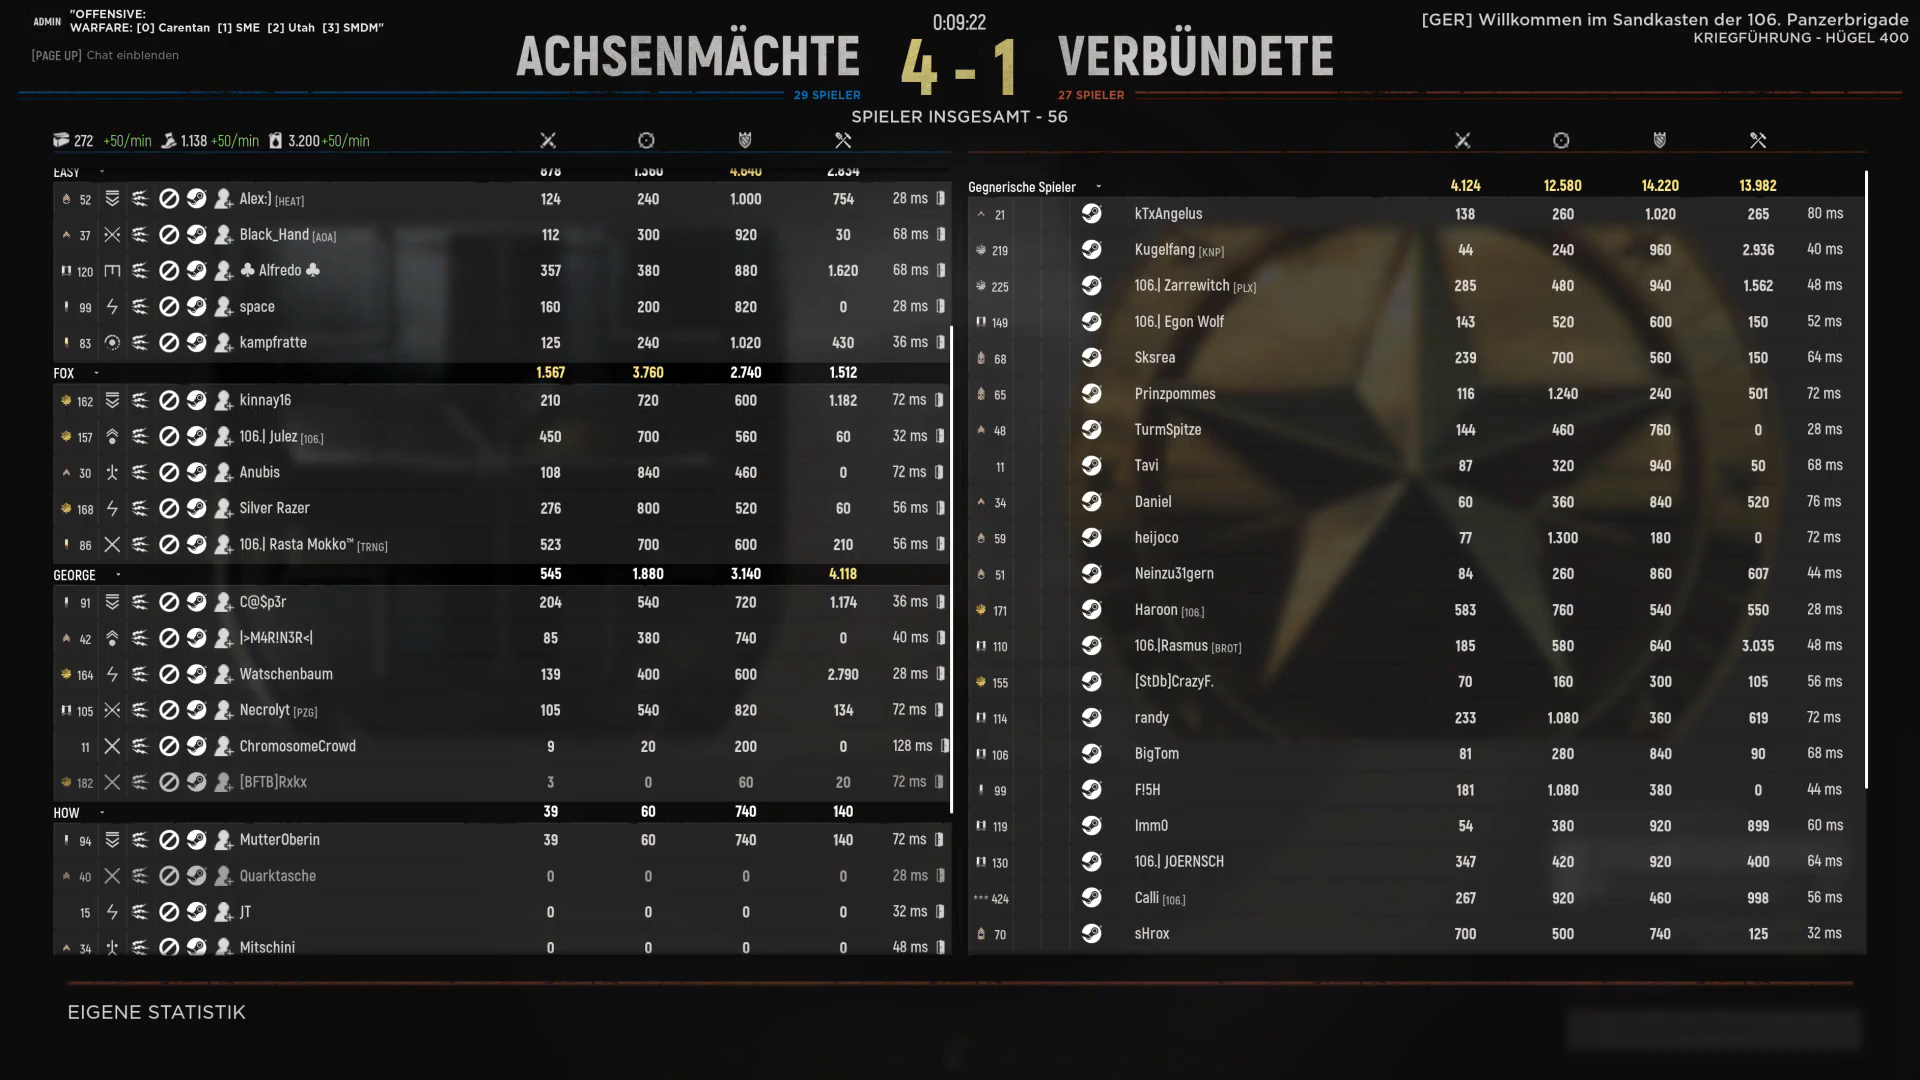 ADMIN "OFFENSIVE:
WARFARE: [0] Carentan [1] SME [2] Utah [3] SMDM"
[PAGE UP] Chat einblenden
0:09:22
ACHSENMÄCHTE 4 - 1 VERBÜNDETE
29 SPIELER 27 SPIELER
SPIELER INSGESAMT - 56
[GER] Willkommen im Sandkasten der 106. Panzerbrigade
KRIEGFÜHRUNG - HÜGEL 400
272 +50/min 1.138 +50/min 3.200 +50/min
EASY 878 1.360 4.640 2.834
52 Alex:) [HEAT] 124 240 1.000 754 28 ms
37 Black_Hand [AOA] 112 300 920 30 68 ms
120 ♣ Alfredo ♣ 357 380 880 1.620 68 ms
99 space 160 200 820 0 28 ms
83 kampfratte 125 240 1.020 430 36 ms
FOX 1.567 3.760 2.740 1.512
162 kinnay16 210 720 600 1.182 72 ms
157 106.| Julez [106.] 450 700 560 60 32 ms
30 Anubis 108 840 460 0 72 ms
168 Silver Razer 276 800 520 60 56 ms
86 106.| Rasta Mokko™ [TRNG] 523 700 600 210 56 ms
GEORGE 545 1.880 3.140 4.118
91 C@$p3r 204 540 720 1.174 36 ms
42 |>M4R!N3R<| 85 380 740 0 40 ms
164 Watschenbaum 139 400 600 2.790 28 ms
105 Necrolyt [PZG] 105 540 820 134 72 ms
11 ChromosomeCrowd 9 20 200 0 128 ms
182 [BFTB]Rxkx 3 0 60 20 72 ms
HOW 39 60 740 140
94 MutterOberin 39 60 740 140 72 ms
40 Quarktasche 0 0 0 0 28 ms
15 JT 0 0 0 0 32 ms
34 Mitschini 0 0 0 0 48 ms
Gegnerische Spieler 4.124 12.580 14.220 13.982
21 kTxAngelus 138 260 1.020 265 80 ms
219 Kugelfang [KNP] 44 240 960 2.936 40 ms
225 106.| Zarrewitch [PLX] 285 480 940 1.562 48 ms
149 106.| Egon Wolf 143 520 600 150 52 ms
68 Sksrea 239 700 560 150 64 ms
65 Prinzpommes 116 1.240 240 501 72 ms
48 TurmSpitze 144 460 760 0 28 ms
11 Tavi 87 320 940 50 68 ms
34 Daniel 60 360 840 520 76 ms
59 heijoco 77 1.300 180 0 72 ms
51 Neinzu31gern 84 260 860 607 44 ms
171 Haroon [106.] 583 760 540 550 28 ms
110 106.|Rasmus [BROT] 185 580 640 3.035 48 ms
155 [StDb]CrazyF. 70 160 300 105 56 ms
114 randy 233 1.080 360 619 72 ms
106 BigTom 81 280 840 90 68 ms
99 F!5H 181 1.080 380 0 44 ms
119 Imm0 54 380 920 899 60 ms
130 106.| JOERNSCH 347 420 920 400 64 ms
424 Calli [106.] 267 920 460 998 56 ms
70 sHrox 700 500 740 125 32 ms
EIGENE STATISTIK